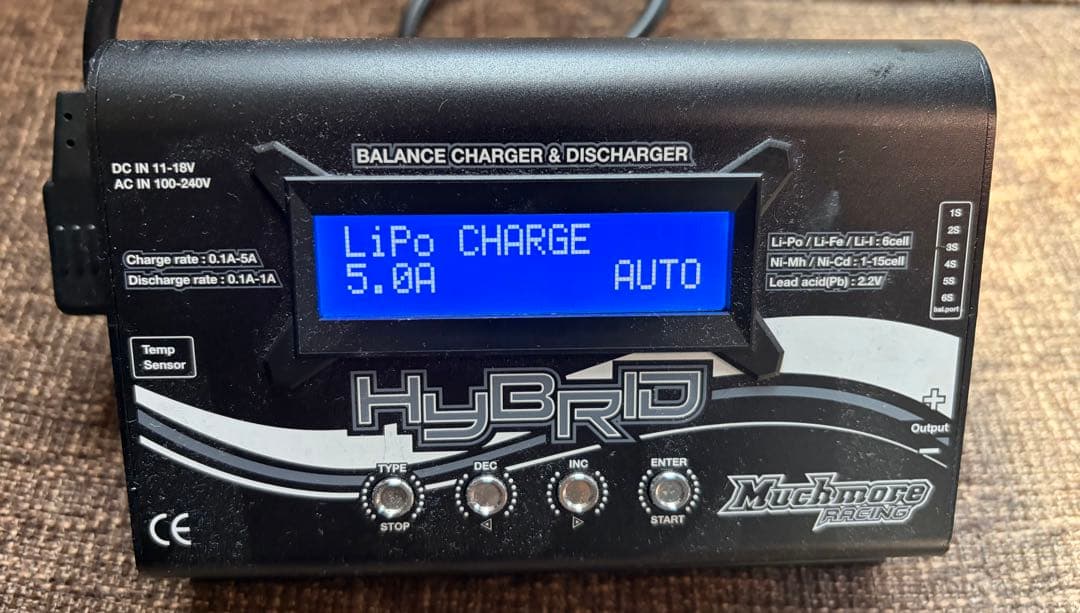 BALANCE CHARGER & DISCHARGER
DC IN 11-18V
AC IN 100-240V
LiPo CHARGE
5.0A AUTO
Charge rate : 0.1A-5A
Discharge rate : 0.1A-1A
Li-Po / Li-Fe / Li-I : 6cell
Ni-Mh / Ni-Cd : 1-15cell
Lead acid(Pb) : 2.2V
1S
2S
3S
4S
5S
6S
bal.port
Temp
Sensor
HYBRID
+
Output
−
TYPE
STOP
DEC
INC
ENTER
START
Muchmore
RACING
CE